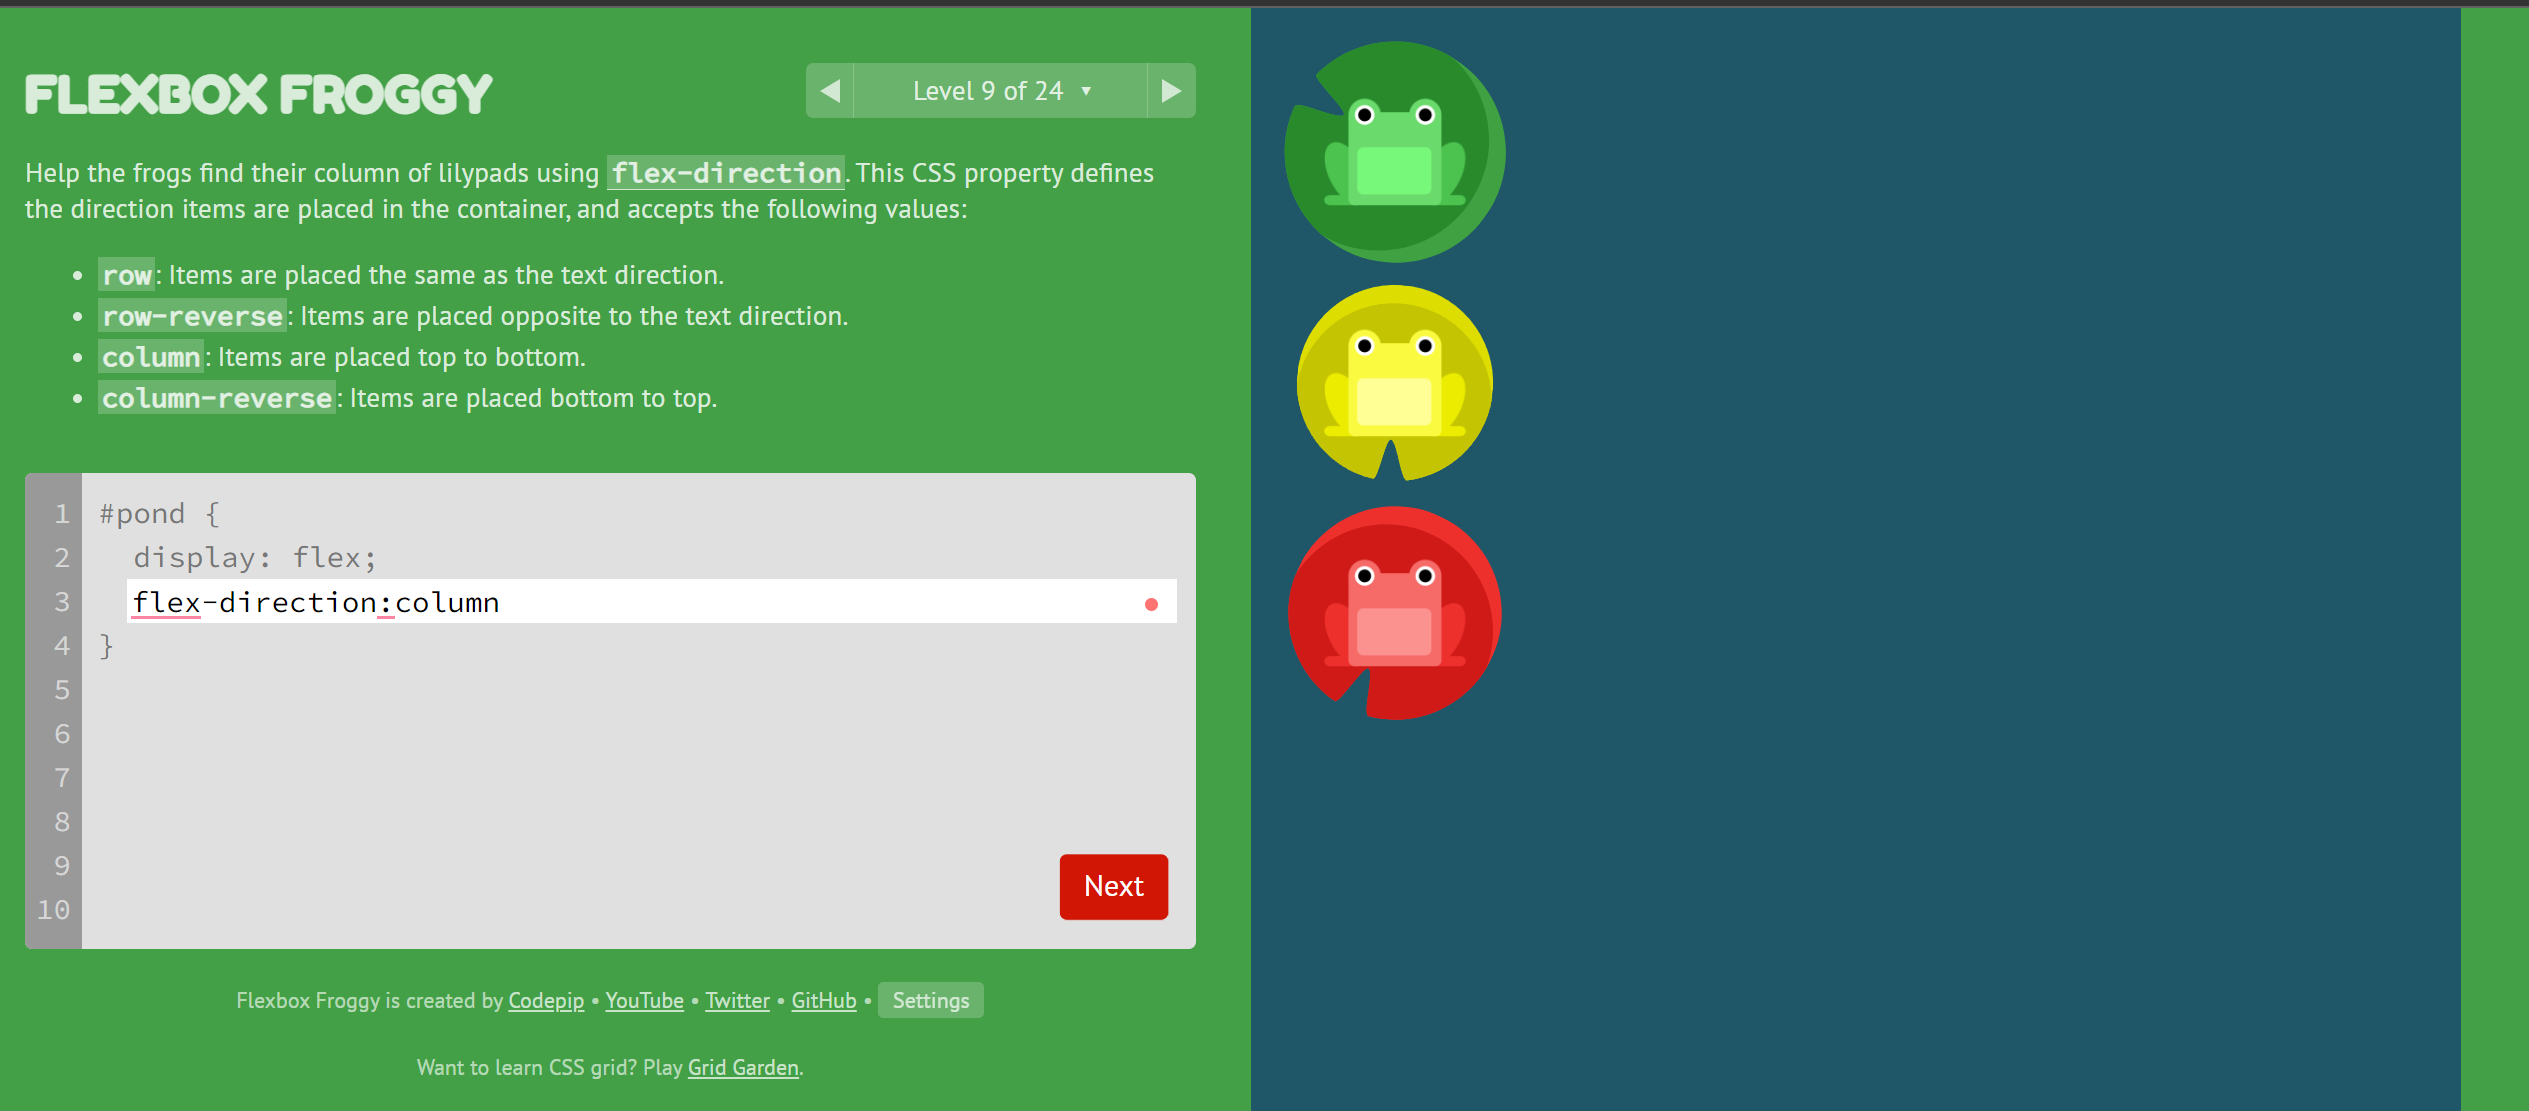 FLEXBOX FROGGY
Level 9 of 24
Help the frogs find their column of lilypads using flex-direction. This CSS property defines
the direction items are placed in the container, and accepts the following values:
row: Items are placed the same as the text direction.
row-reverse: Items are placed opposite to the text direction.
column: Items are placed top to bottom.
column-reverse: Items are placed bottom to top.
1 #pond {
2 display: flex;
3 flex-direction:column
4 }
5
6
7
8
9
10
Next
Flexbox Froggy is created by Codepip • YouTube • Twitter • GitHub • Settings
Want to learn CSS grid? Play Grid Garden.